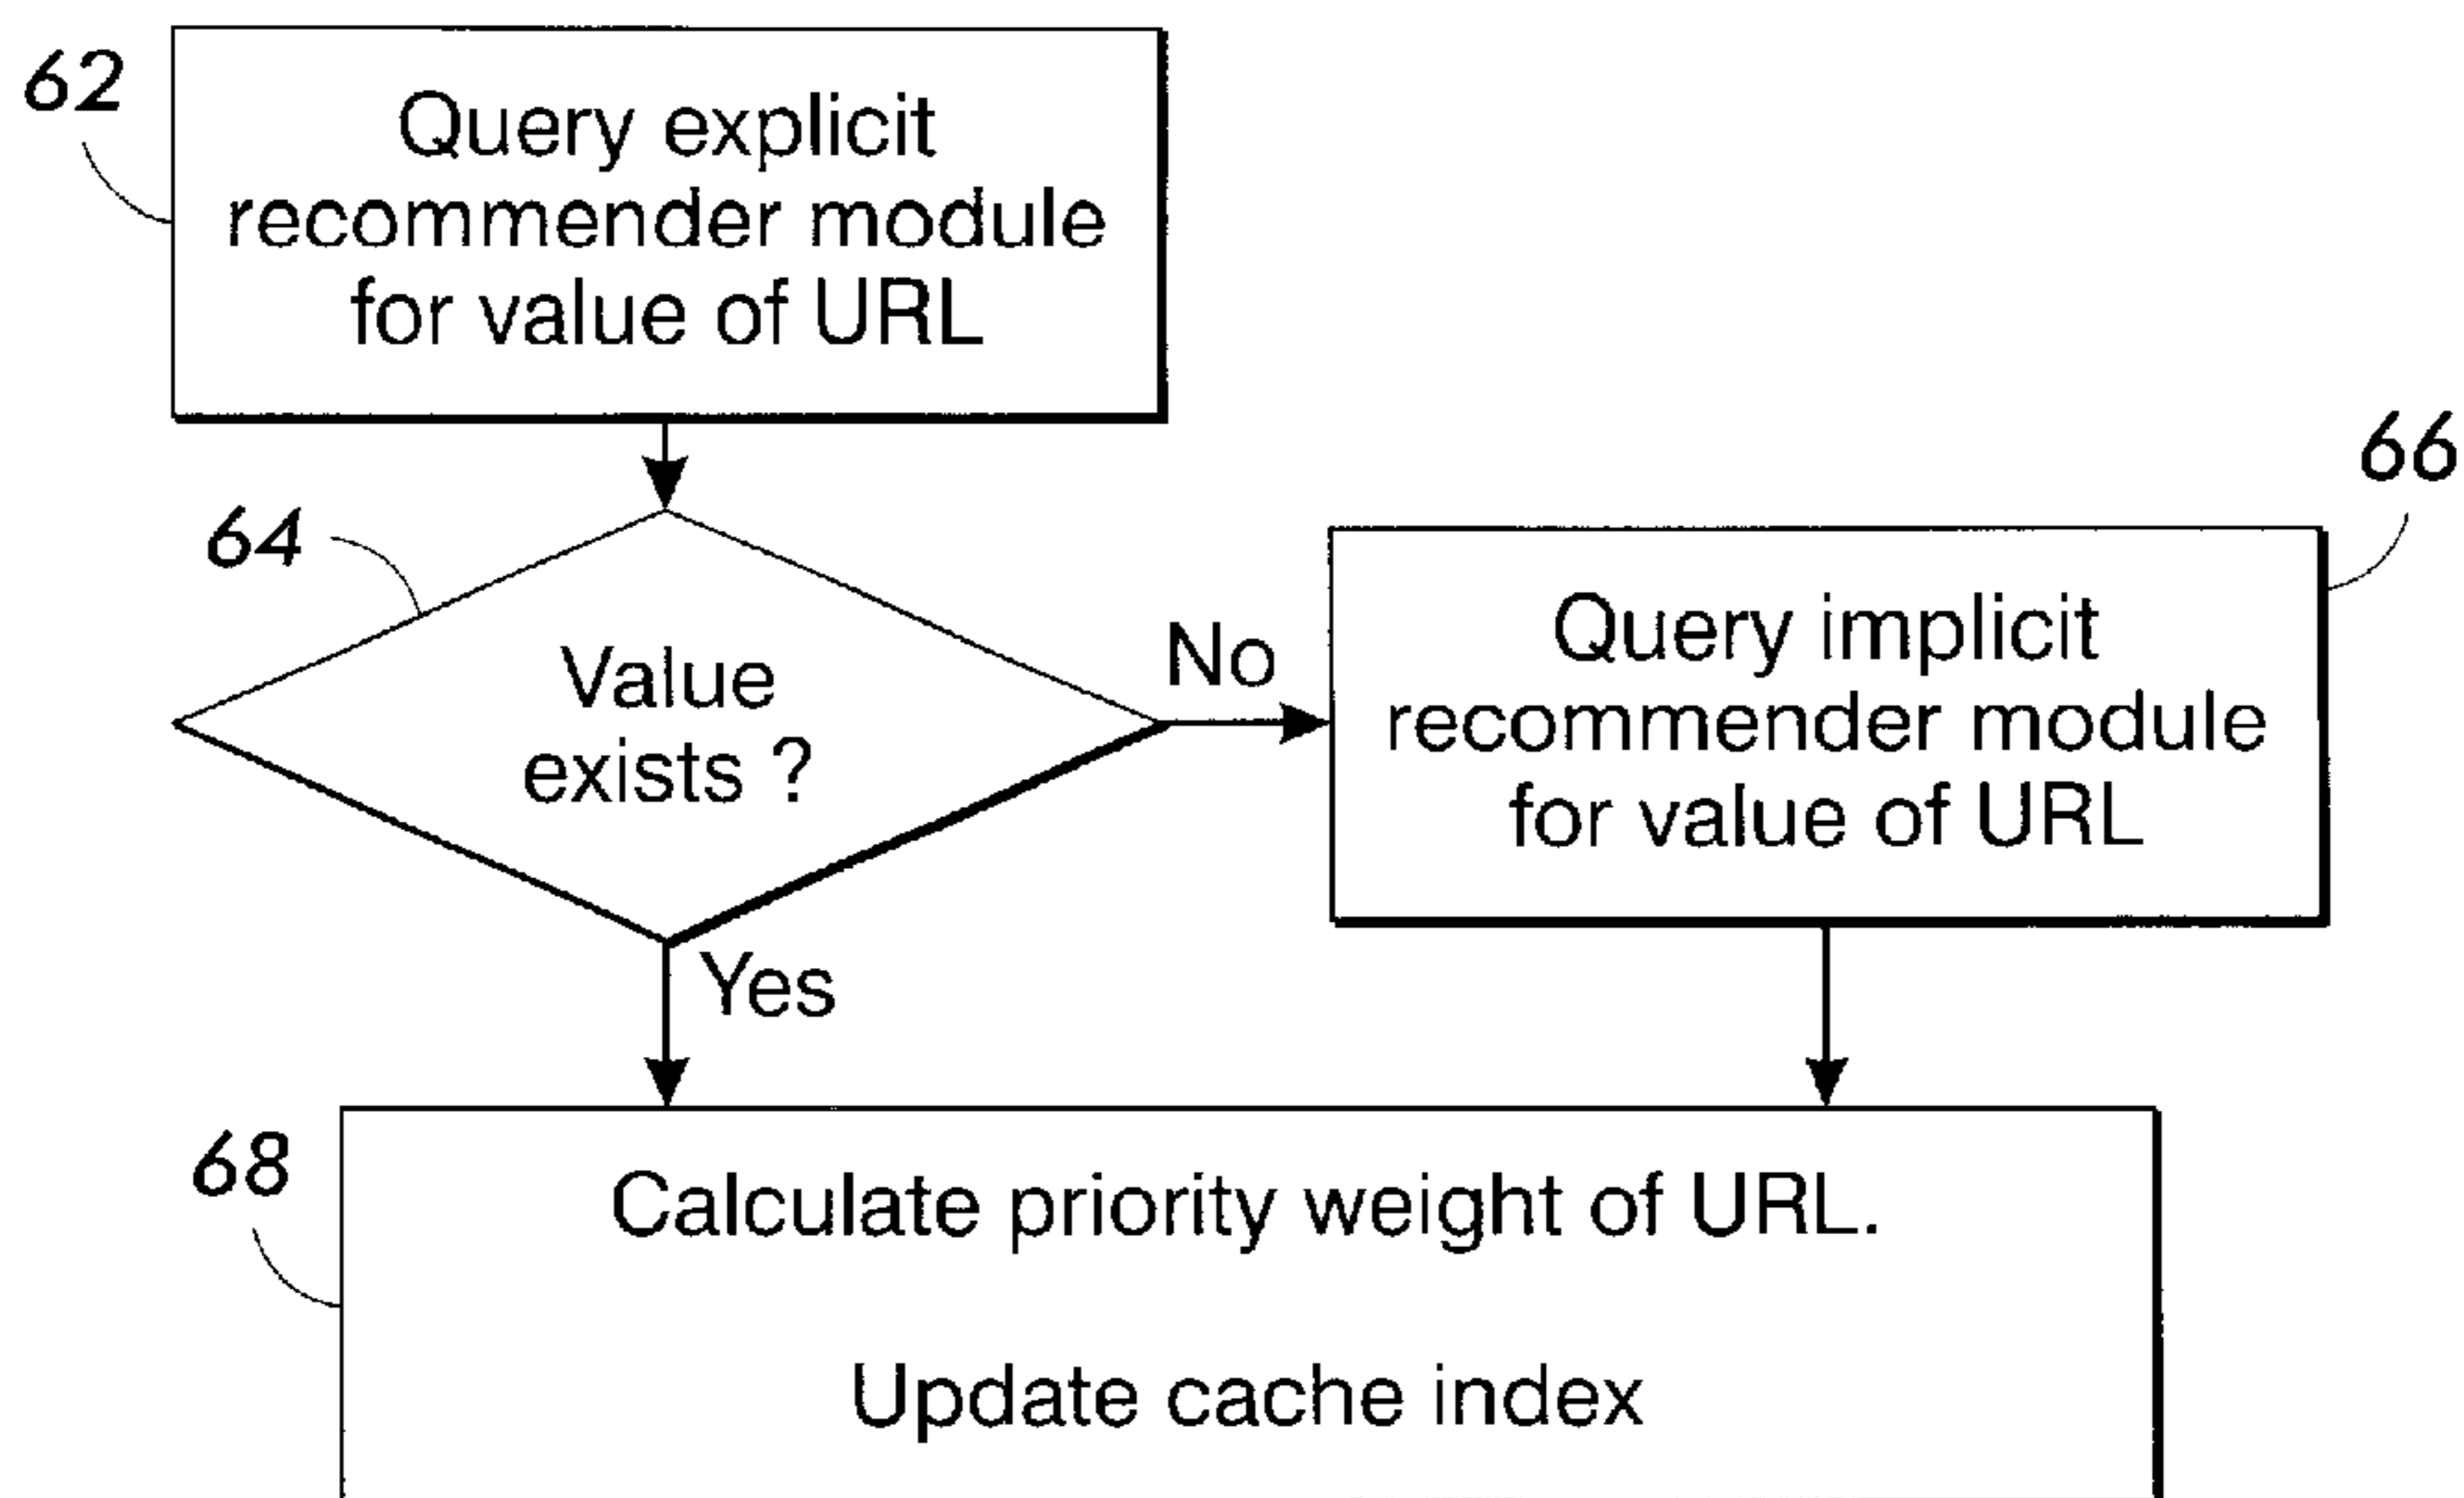 62
Query explicit
recommender module
for value of URL
66
64
Value
exists ?
No
Query implicit
recommender module
for value of URL
Yes
68
Calculate priority weight of URL.
Update cache index